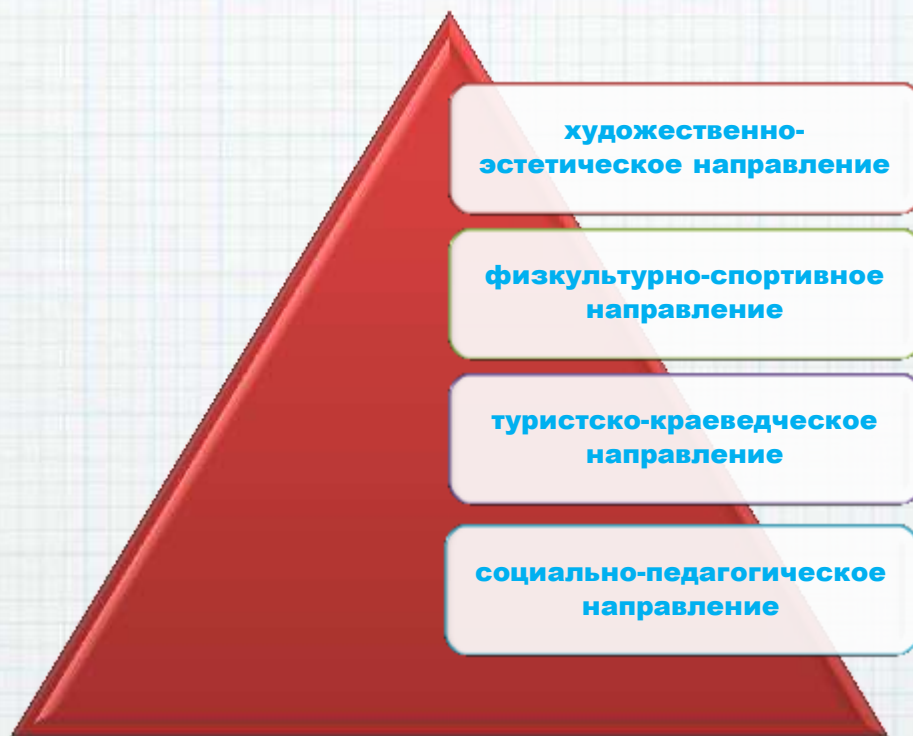 художественно-
эстетическое направление
физкультурно-спортивное
направление
туристско-краеведческое
направление
социально-педагогическое
направление